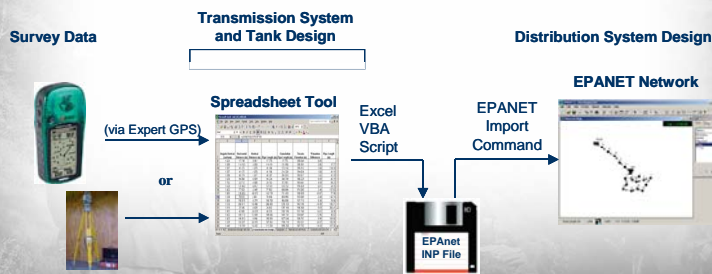 Survey Data
Transmission System
and Tank Design
Distribution System Design
EPANET Network
Spreadsheet Tool
(via Expert GPS)
or
Excel
VBA
Script
EPANET
Import
Command
EPAnet
INP File